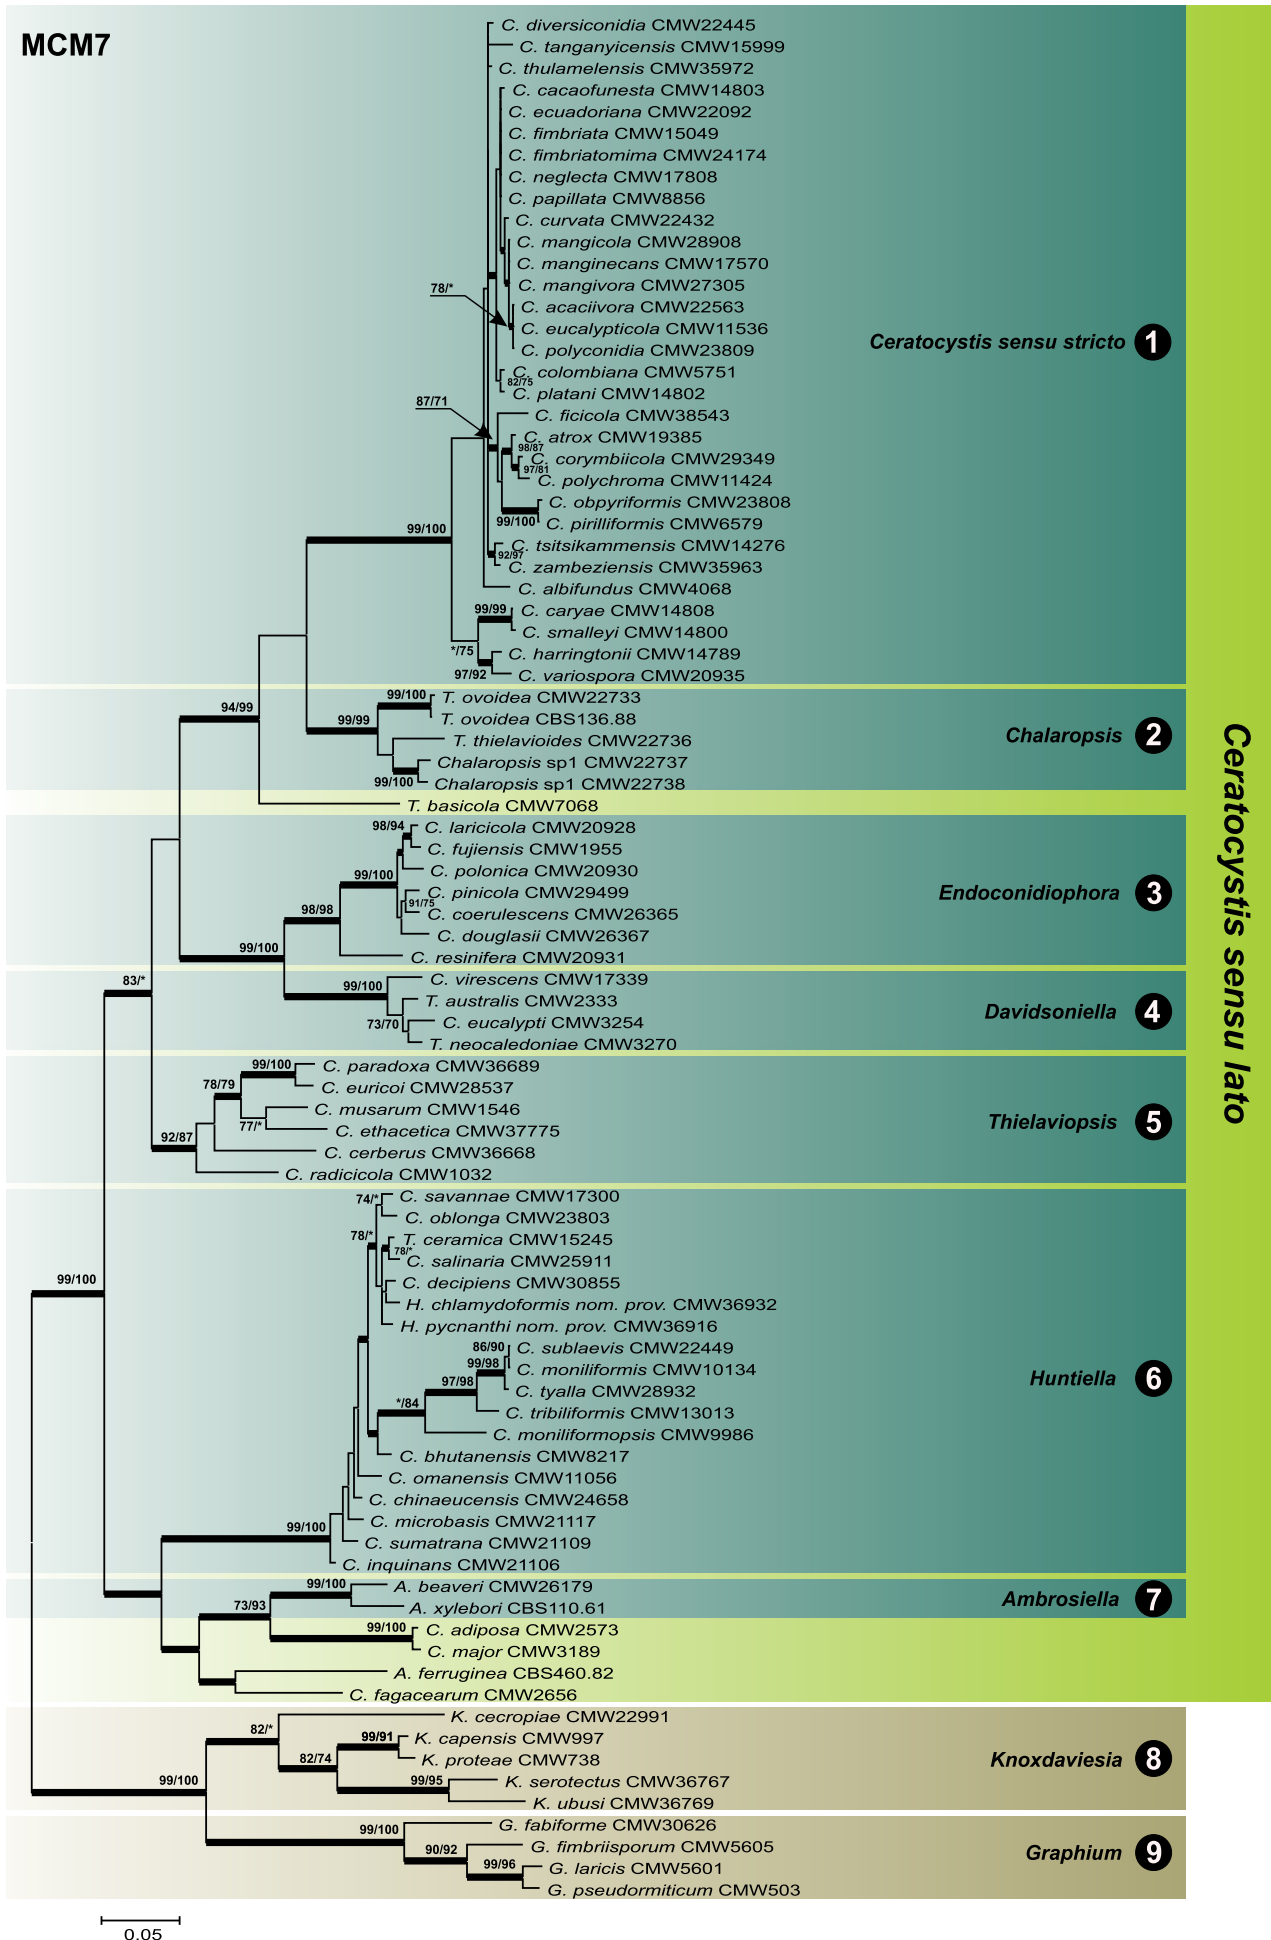 MCM7
C. diversiconidia CMW22445
C. tanganyicensis CMW15999
C. thulamelensis CMW35972
C. cacaofunesta CMW14803
C. ecuadoriana CMW22092
C. fimbriata CMW15049
C. fimbriatomima CMW24174
C. neglecta CMW17808
C. papillata CMW8856
C. curvata CMW22432
C. mangicola CMW28908
C. manginecans CMW17570
C. mangivora CMW27305
78/*
C. acaciivora CMW22563
C. eucalypticola CMW11536
Ceratocystis sensu stricto 1
C. polyconidia CMW23809
C. colombiana CMW5751
82/75
C. platani CMW14802
87/71
C. ficicola CMW38543
C. atrox CMW19385
98/87
C. corymbiicola CMW29349
97/81
C. polychroma CMW11424
C. obpyriformis CMW23808
99/100
C. pirilliformis CMW6579
99/100
C. tsitsikammensis CMW14276
92/97
C. zambeziensis CMW35963
C. albifundus CMW4068
99/99
C. caryae CMW14808
C. smalleyi CMW14800
*/75
C. harringtonii CMW14789
97/92
C. variospora CMW20935
99/100
T. ovoidea CMW22733
94/99
99/99
T. ovoidea CBS136.88
Chalaropsis 2
T. thielavioides CMW22736
Chalaropsis sp1 CMW22737
99/100
Chalaropsis sp1 CMW22738
T. basicola CMW7068
98/94
C. laricicola CMW20928
C. fujiensis CMW1955
99/100
C. polonica CMW20930
C. pinicola CMW29499
Endoconidiophora 3
91/75
98/98
C. coerulescens CMW26365
C. douglasii CMW26367
99/100
C. resinifera CMW20931
83/*
99/100
C. virescens CMW17339
T. australis CMW2333
Davidsoniella 4
73/70
C. eucalypti CMW3254
T. neocaledoniae CMW3270
99/100
C. paradoxa CMW36689
78/79
C. euricoi CMW28537
C. musarum CMW1546
77/*
Thielaviopsis 5
92/87
C. ethacetica CMW37775
C. cerberus CMW36668
C. radicicola CMW1032
Ceratocystis sensu lato
74/*
C. savannae CMW17300
C. oblonga CMW23803
78/*
T. ceramica CMW15245
78/*
C. salinaria CMW25911
99/100
C. decipiens CMW30855
H. chlamydoformis nom. prov. CMW36932
H. pycnanthi nom. prov. CMW36916
86/90
C. sublaevis CMW22449
99/98
C. moniliformis CMW10134
Huntiella 6
97/98
C. tyalla CMW28932
*/84
C. tribiliformis CMW13013
C. moniliformopsis CMW9986
C. bhutanensis CMW8217
C. omanensis CMW11056
C. chinaeucensis CMW24658
C. microbasis CMW21117
99/100
C. sumatrana CMW21109
C. inquinans CMW21106
99/100
A. beaveri CMW26179
73/93
A. xylebori CBS110.61
Ambrosiella 7
99/100
C. adiposa CMW2573
C. major CMW3189
A. ferruginea CBS460.82
C. fagacearum CMW2656
K. cecropiae CMW22991
82/*
99/91
K. capensis CMW997
82/74
K. proteae CMW738
Knoxdaviesia 8
99/100
99/95
K. serotectus CMW36767
K. ubusi CMW36769
99/100
G. fabiforme CMW30626
90/92
G. fimbriisporum CMW5605
Graphium 9
99/96
G. laricis CMW5601
G. pseudormiticum CMW503
0.05